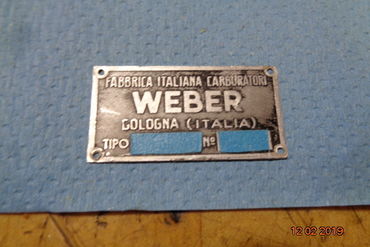 FABBRICA ITALIANA CARBURATORI
WEBER
BOLOGNA (ITALIA)
TIPO Nº
12 02 2019